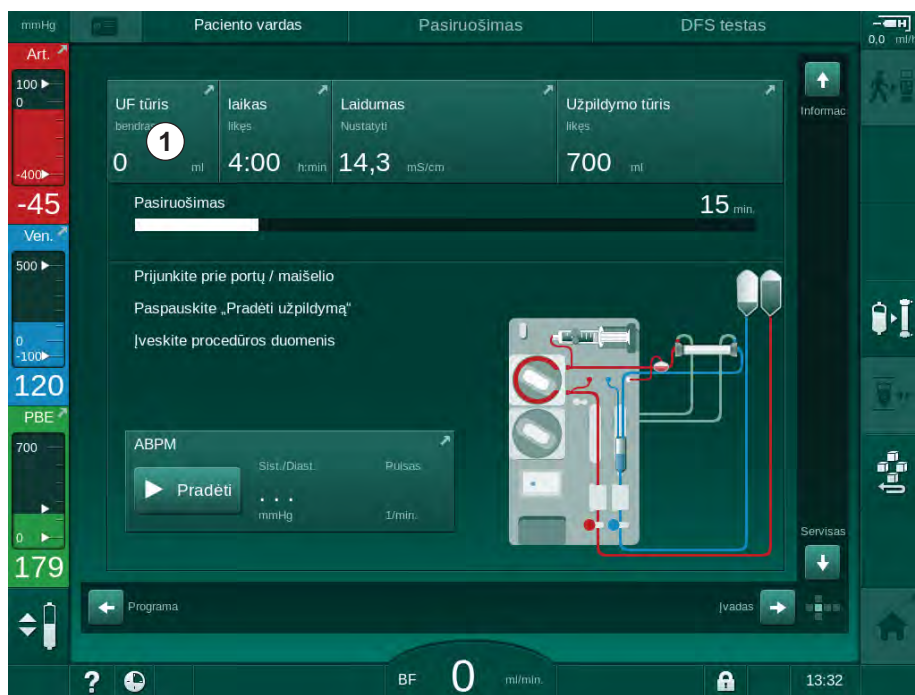 mmHg
Paciento vardas
Pasiruošimas
DFS testas
H
0,0 ml/h
Art.
100
0
-400
-45
Ven.
500
0
-100
120
PBE
700
0
179
UF tūris
bendras
0 ml
1
laikas
likęs
4:00 h:min
Laidumas
Nustatyti
14,3 mS/cm
Užpildymo tūris
likęs
700 ml
Informac
Pasiruošimas
15 min.
Prijunkite prie portų / maišelio
Paspauskite „Pradėti užpildymą“
Įveskite procedūros duomenis
ABPM
Pradėti
Sist./Diast.
. . .
mmHg
Pulsas
1/min.
Servisas
Programa
Įvadas
?
BF 0 ml/min.
13:32